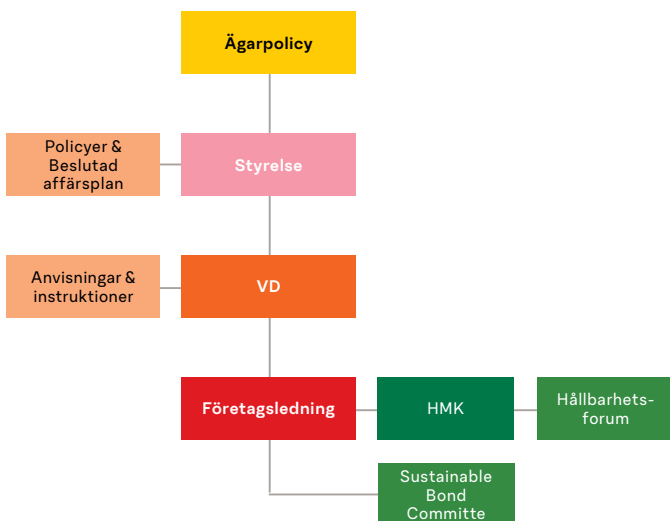 Ägarpolicy
Policyer &
Beslutad
affärsplan
Styrelse
Anvisningar &
instruktioner
VD
Företagsledning
HMK
Hållbarhets-
forum
Sustainable
Bond
Committe